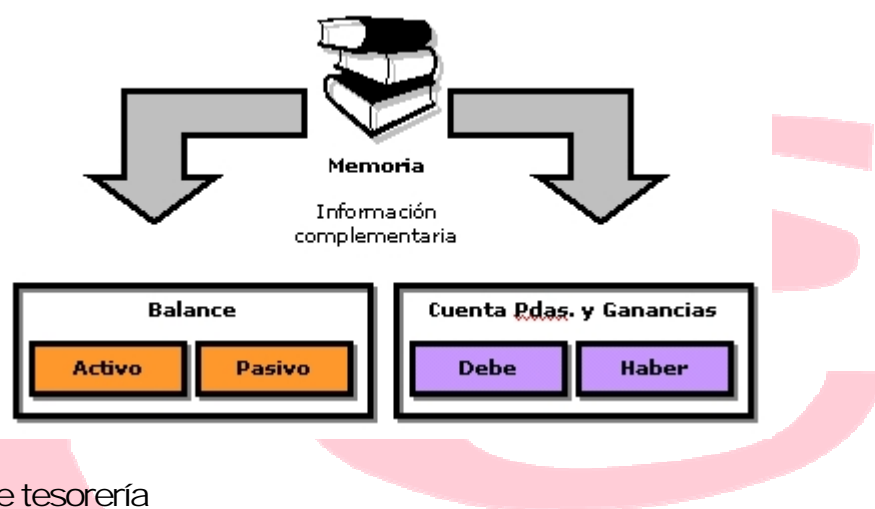 Memoria
Información
complementaria
Balance
Cuenta Pdas. y Ganancias
Activo
Pasivo
Debe
Haber
e tesorería